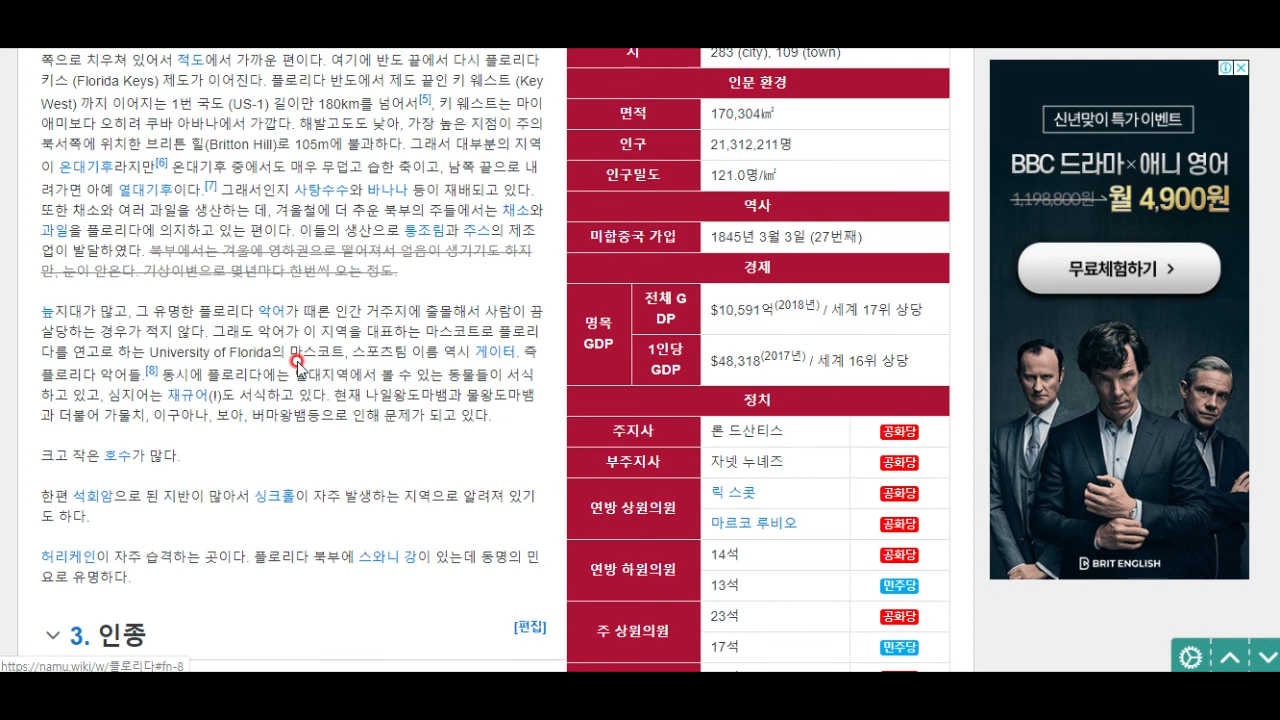 쪽으로 치우쳐 있어서 적도에서 가까운 편이다. 여기에 반도 끝에서 다시 플로리다
키스 (Florida Keys) 제도가 이어진다. 플로리다 반도에서 제도 끝인 키 웨스트 (Key
West) 까지 이어지는 1번 국도 (US-1) 길이만 180km를 넘어서[5], 키 웨스트는 마이
애미보다 오히려 쿠바 아바나에서 가깝다. 해발고도도 낮아, 가장 높은 지점이 주의
북서쪽에 위치한 브리튼 힐(Britton Hill)로 105m에 불과하다. 그래서 대부분의 지역
이 온대기후라지만[6] 온대기후 중에서도 매우 무덥고 습한 축이고, 남쪽 끝으로 내
려가면 아예 열대기후이다.[7] 그래서인지 사탕수수와 바나나 등이 재배되고 있다.
또한 채소와 여러 과일을 생산하는 데, 겨울철에 더 추운 북부의 주들에서는 채소와
과일을 플로리다에 의지하고 있는 편이다. 이들의 생산으로 통조림과 주스의 제조
업이 발달하였다. 북부에서는 겨울에 영하권으로 떨어져서 얼음이 생기기도 하지
만, 눈이 안온다. 기상이변으로 몇년마다 한번씩 오는 정도.
늪지대가 많고, 그 유명한 플로리다 악어가 때론 인간 거주지에 출몰해서 사람이 끔
살당하는 경우가 적지 않다. 그래도 악어가 이 지역을 대표하는 마스코트로 플로리
다를 연고로 하는 University of Florida의 마스코트, 스포츠팀 이름 역시 게이터. 즉
플로리다 악어들.[8] 동시에 플로리다에는 열대지역에서 볼 수 있는 동물들이 서식
하고 있고, 심지어는 재규어(!)도 서식하고 있다. 현재 나일왕도마뱀과 물왕도마뱀
과 더불어 가물치, 이구아나, 보아, 버마왕뱀등으로 인해 문제가 되고 있다.
크고 작은 호수가 많다.
한편 석회암으로 된 지반이 많아서 싱크홀이 자주 발생하는 지역으로 알려져 있기
도 하다.
허리케인이 자주 습격하는 곳이다. 플로리다 북부에 스와니 강이 있는데 동명의 민
요로 유명하다.
3. 인종
[편집]
https://namu.wiki/w/플로리다#fn-8
시 283 (city), 109 (town)
인문 환경
면적 170,304㎢
인구 21,312,211명
인구밀도 121.0명/㎢
역사
미합중국 가입 1845년 3월 3일 (27번째)
경제
명목
GDP
전체 G
DP
$10,591억(2018년) / 세계 17위 상당
1인당
GDP
$48,318(2017년) / 세계 16위 상당
정치
주지사 론 드산티스 공화당
부주지사 자넷 누네즈 공화당
연방 상원의원 릭 스콧 공화당
마르코 루비오 공화당
연방 하원의원 14석 공화당
13석 민주당
주 상원의원 23석 공화당
17석 민주당
신년맞이 특가 이벤트
BBC 드라마×애니 영어
1,198,800원 월 4,900원
무료체험하기 >
BRIT ENGLISH